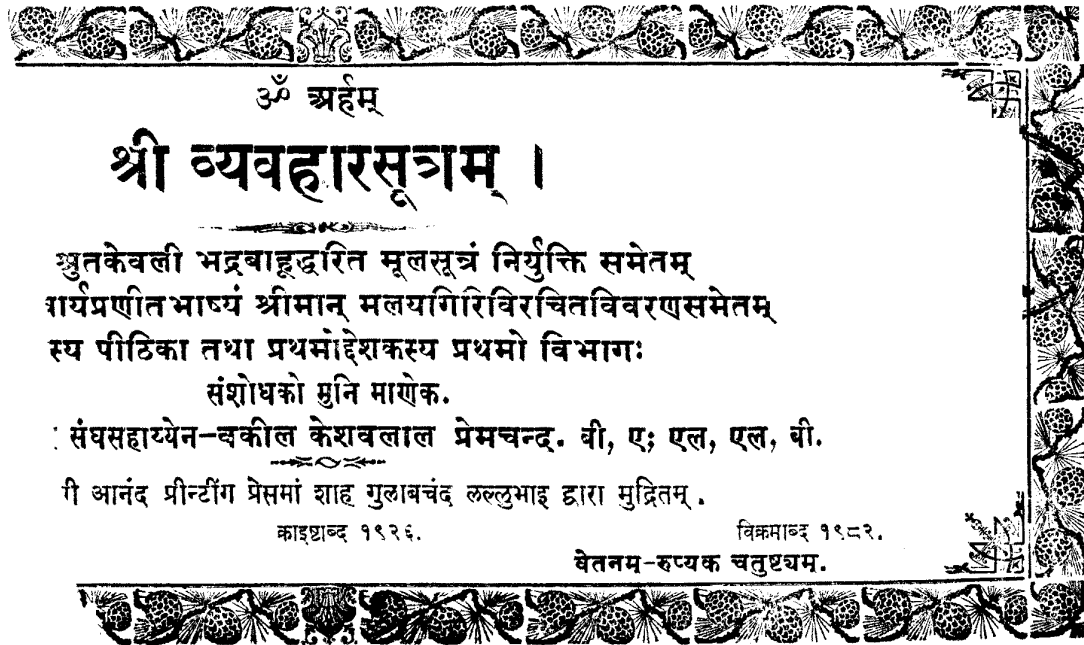 ॐ अर्हम्
श्री व्यवहारसूत्रम् ।
श्रुतकेवली भद्रबाहूद्धरित मूलसूत्रं निर्युक्ति समेतम्
ार्यप्रणीतभाष्यं श्रीमान् मलयगिरिविरचितविवरणसमेतम्
स्य पीठिका तथा प्रथमोद्देशकस्य प्रथमो विभागः
संशोधको मुनि माणेक.
: संघसहाय्येन–वकील केशवलाल प्रेमचन्द. बी, ए; एल, एल, बी.
री आनंद प्रीन्टींग प्रेसमां शाह गुलाबचंद लल्लुभाइ द्वारा मुद्रितम् .
क्राइष्टाब्द १९२६. विक्रमाब्द १९८२.
वेतनम–रुप्यक चतुष्टयम.